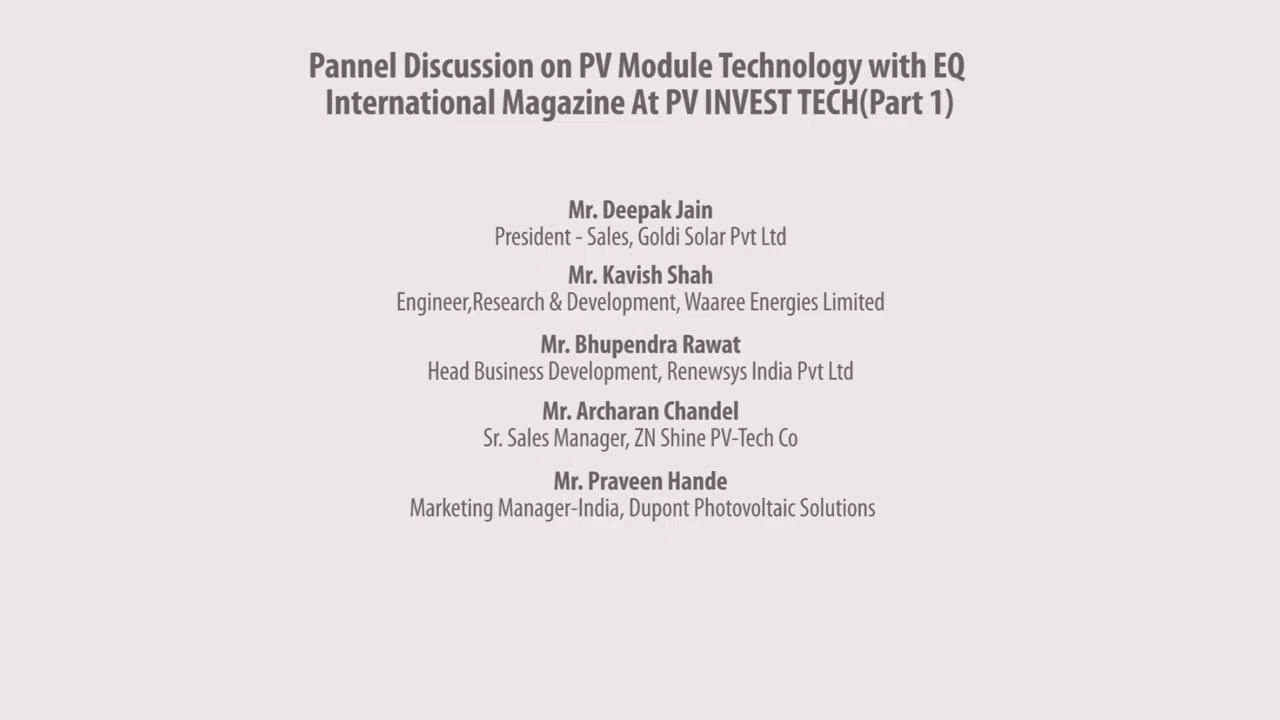 Pannel Discussion on PV Module Technology with EQ
International Magazine At PV INVEST TECH(Part 1)
Mr. Deepak Jain
President - Sales, Goldi Solar Pvt Ltd
Mr. Kavish Shah
Engineer,Research & Development, Waaree Energies Limited
Mr. Bhupendra Rawat
Head Business Development, Renewsys India Pvt Ltd
Mr. Archaran Chandel
Sr. Sales Manager, ZN Shine PV-Tech Co
Mr. Praveen Hande
Marketing Manager-India, Dupont Photovoltaic Solutions